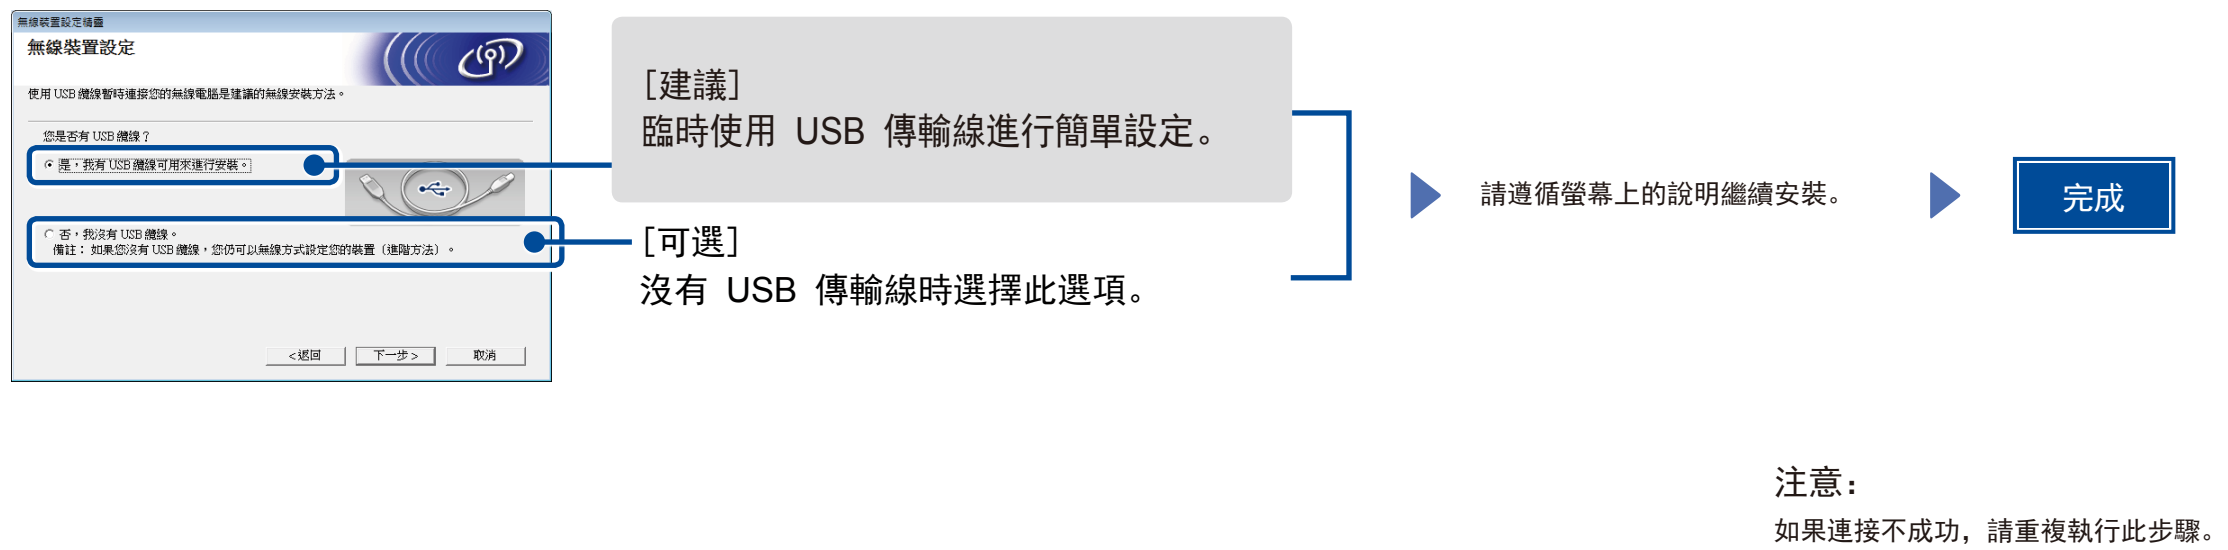 無線裝置設定精靈
無線裝置設定
使用 USB 纜線暫時連接您的無線電腦是建議的無線安裝方法。
您是否有 USB 纜線？
是，我有 USB 纜線可用來進行安裝。
否，我沒有 USB 纜線。
備註： 如果您沒有 USB 纜線，您仍可以無線方式設定您的裝置（進階方法）。
<返回
下一步>
取消
[建議]
臨時使用 USB 傳輸線進行簡單設定。
[可選]
沒有 USB 傳輸線時選擇此選項。
請遵循螢幕上的說明繼續安裝。
完成
注意：
如果連接不成功，請重複執行此步驟。